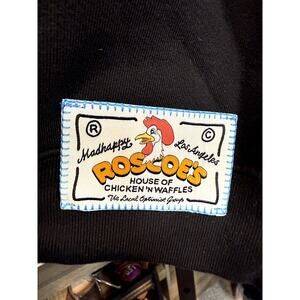 ® ©
Madhappy Los Angeles
ROSCOE'S
HOUSE OF
CHICKEN 'N WAFFLES
The Local Optimist Group